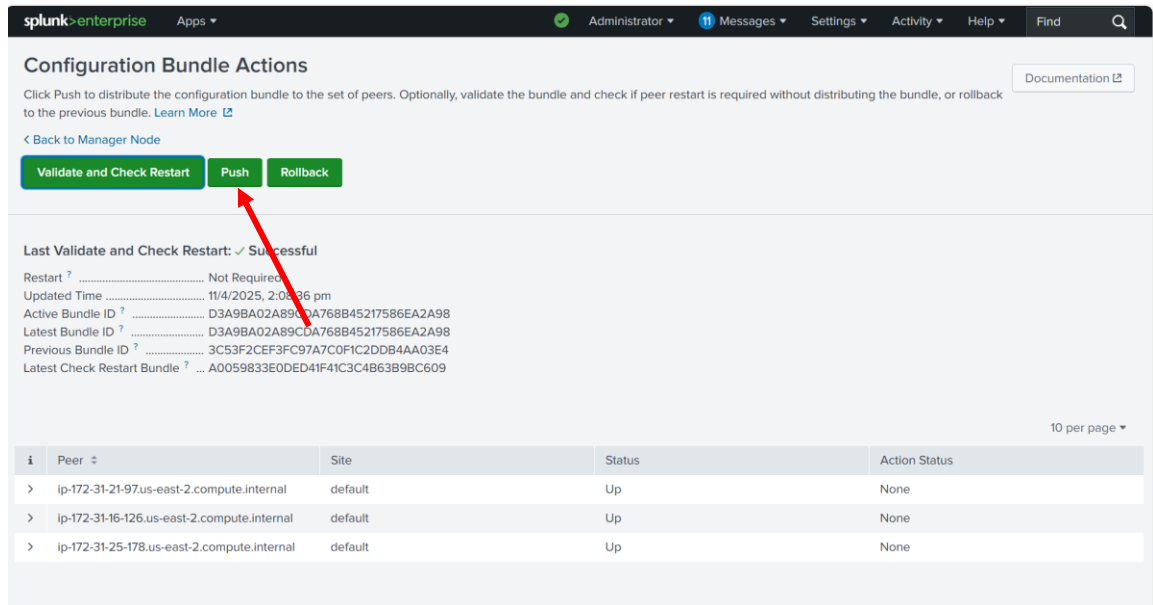 splunk>enterprise Apps Administrator 11 Messages Settings Activity Help Find
Configuration Bundle Actions
Documentation
Click Push to distribute the configuration bundle to the set of peers. Optionally, validate the bundle and check if peer restart is required without distributing the bundle, or rollback
to the previous bundle. Learn More
< Back to Manager Node
Validate and Check Restart Push Rollback
Last Validate and Check Restart: ✓ Successful
Restart ? ........................................ Not Required
Updated Time ................................. 11/4/2025, 2:08:36 pm
Active Bundle ID ? ........................ D3A9BA02A89CDA768B45217586EA2A98
Latest Bundle ID ? ........................ D3A9BA02A89CDA768B45217586EA2A98
Previous Bundle ID ? ................... 3C53F2CEF3FC97A7C0F1C2DDB4AA03E4
Latest Check Restart Bundle ? ... A0059833E0DED41F41C3C4B63B9BC609
10 per page
i Peer Site Status Action Status
> ip-172-31-21-97.us-east-2.compute.internal default Up None
> ip-172-31-16-126.us-east-2.compute.internal default Up None
> ip-172-31-25-178.us-east-2.compute.internal default Up None